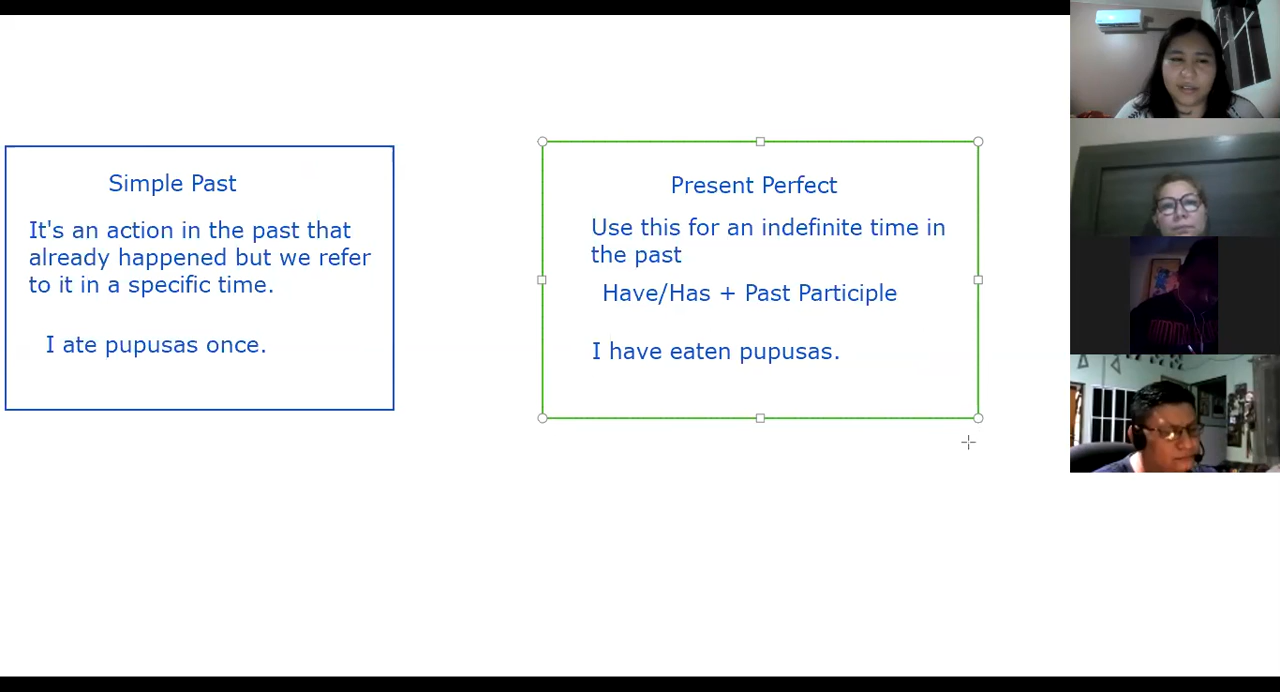 Simple Past
It's an action in the past that
already happened but we refer
to it in a specific time.
I ate pupusas once.
Present Perfect
Use this for an indefinite time in
the past
Have/Has + Past Participle
I have eaten pupusas.